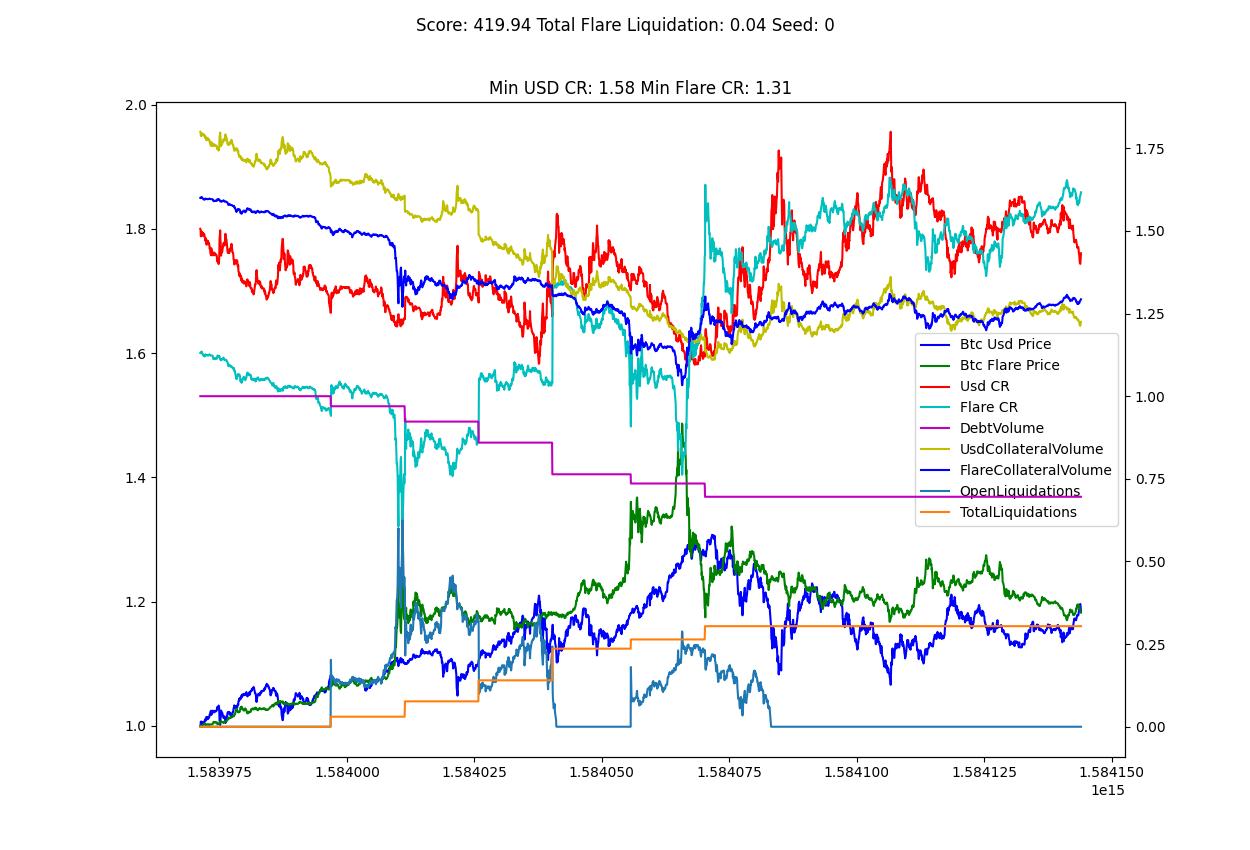 Score: 419.94 Total Flare Liquidation: 0.04 Seed: 0
Min USD CR: 1.58 Min Flare CR: 1.31
2.0
1.8
1.6
1.4
1.2
1.0
1.75
1.50
1.25
1.00
0.75
0.50
0.25
0.00
Btc Usd Price
Btc Flare Price
Usd CR
Flare CR
DebtVolume
UsdCollateralVolume
FlareCollateralVolume
OpenLiquidations
TotalLiquidations
1.583975 1.584000 1.584025 1.584050 1.584075 1.584100 1.584125 1.584150
1e15